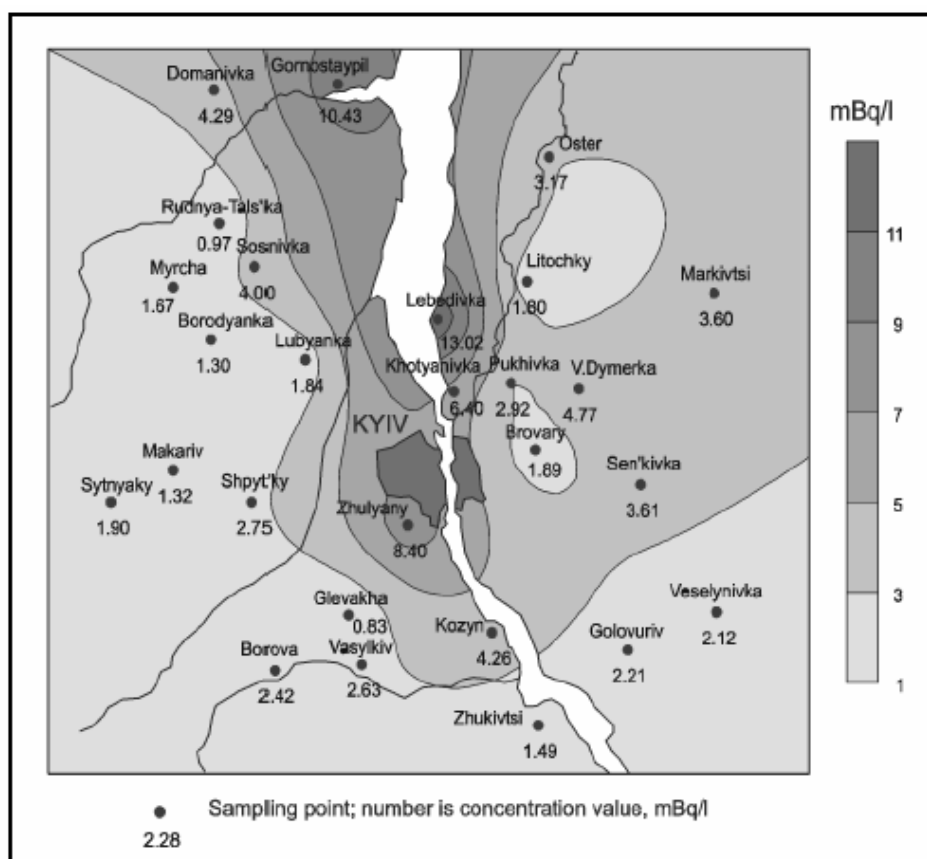 Domanivka
4.29
Gornostaypil
10.43
mBq/l
Oster
3.17
Rudnya-Tals'ka
0.97
Sosnivka
4.00
Myrcha
1.67
Litochky
1.60
Markivtsi
3.60
Lebedivka
13.02
Borodyanka
1.30
Lubyanka
1.84
Khotyanivka
6.40
Pukhivka
2.92
V.Dymerka
4.77
KYIV
Brovary
1.69
Makariv
1.32
Sytnyaky
1.90
Shpyt'ky
2.75
Sen'kivka
3.61
Zhulyany
8.40
Glevakha
0.83
Kozyn
4.26
Veselynivka
2.12
Golovuriv
2.21
Borova
2.42
Vasylkiv
2.63
Zhukivtsi
1.49
11
9
7
5
3
1
Sampling point; number is concentration value, mBq/l
2.28